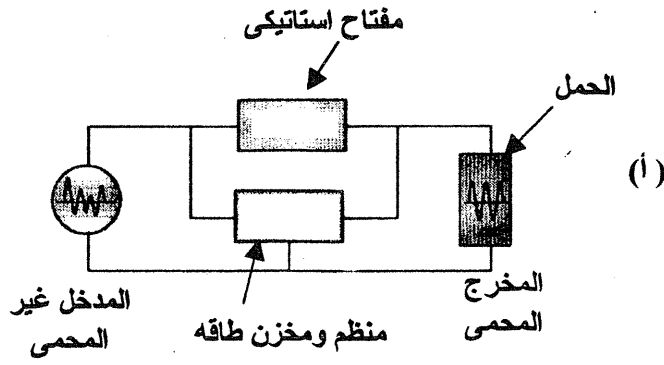 مفتاح استاتيكى
الحمل
(أ)
المدخل غير
المحمى
منظم ومخزن طاقه
المخرج
المحمى